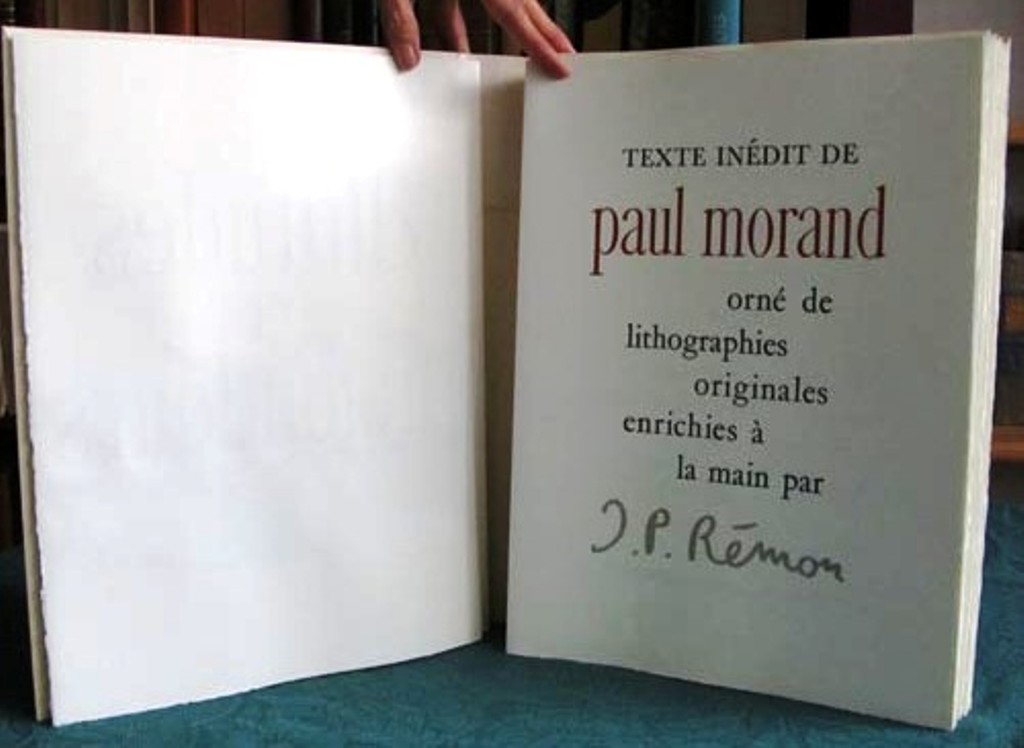 TEXTE INÉDIT DE
paul morand
orné de
lithographies
originales
enrichies à
la main par
J.P. Rémon